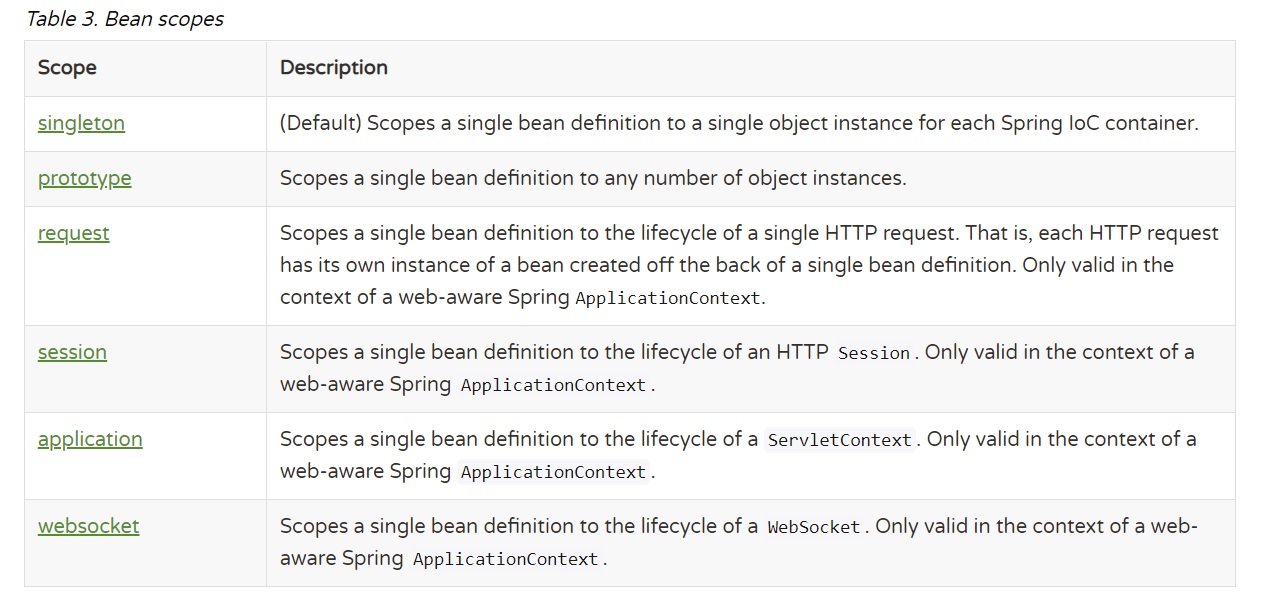 Table 3. Bean scopes
Scope Description
singleton (Default) Scopes a single bean definition to a single object instance for each Spring IoC container.
prototype Scopes a single bean definition to any number of object instances.
request Scopes a single bean definition to the lifecycle of a single HTTP request. That is, each HTTP request
has its own instance of a bean created off the back of a single bean definition. Only valid in the
context of a web-aware Spring ApplicationContext.
session Scopes a single bean definition to the lifecycle of an HTTP Session. Only valid in the context of a
web-aware Spring ApplicationContext.
application Scopes a single bean definition to the lifecycle of a ServletContext. Only valid in the context of a
web-aware Spring ApplicationContext.
websocket Scopes a single bean definition to the lifecycle of a WebSocket. Only valid in the context of a web-
aware Spring ApplicationContext.